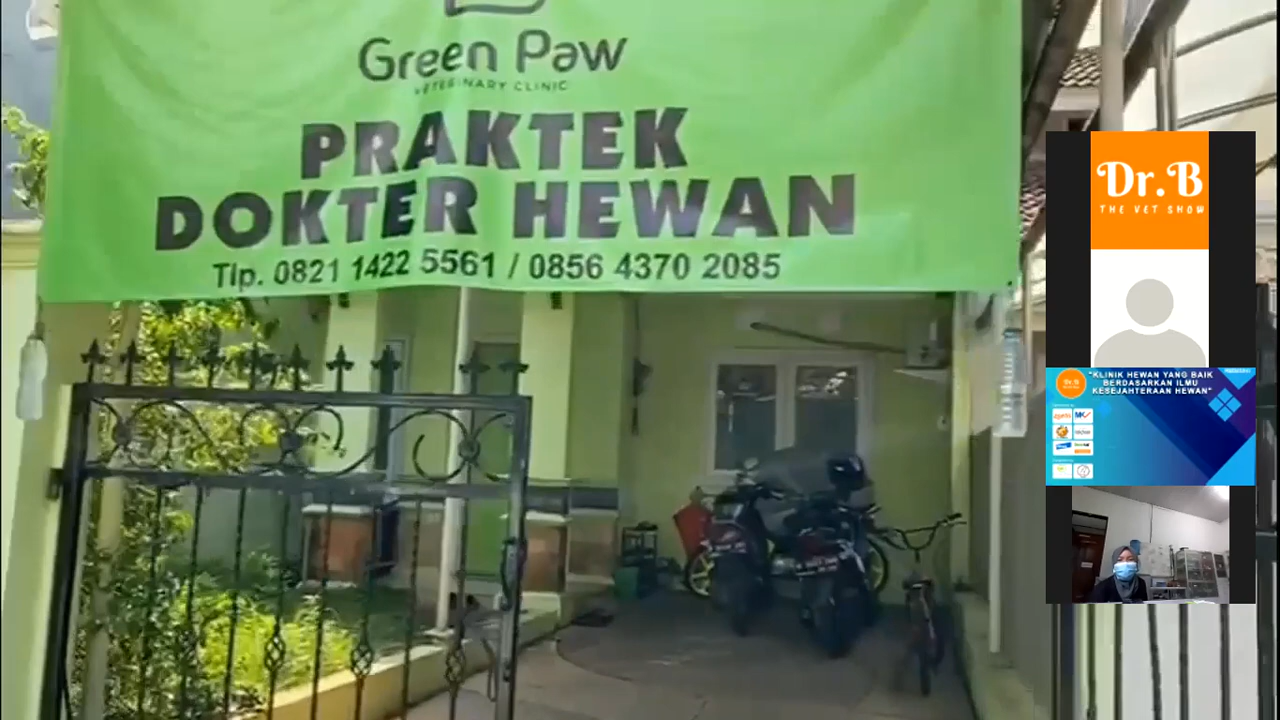 Green Paw
VETERINARY CLINIC
PRAKTEK
DOKTER HEWAN
Tlp. 0821 1422 5561 / 0856 4370 2085
Dr.B
THE VET SHOW
"KLINIK HEWAN YANG BAIK
BERDASARKAN ILMU
KESEJAHTERAAN HEWAN"
Dr.B